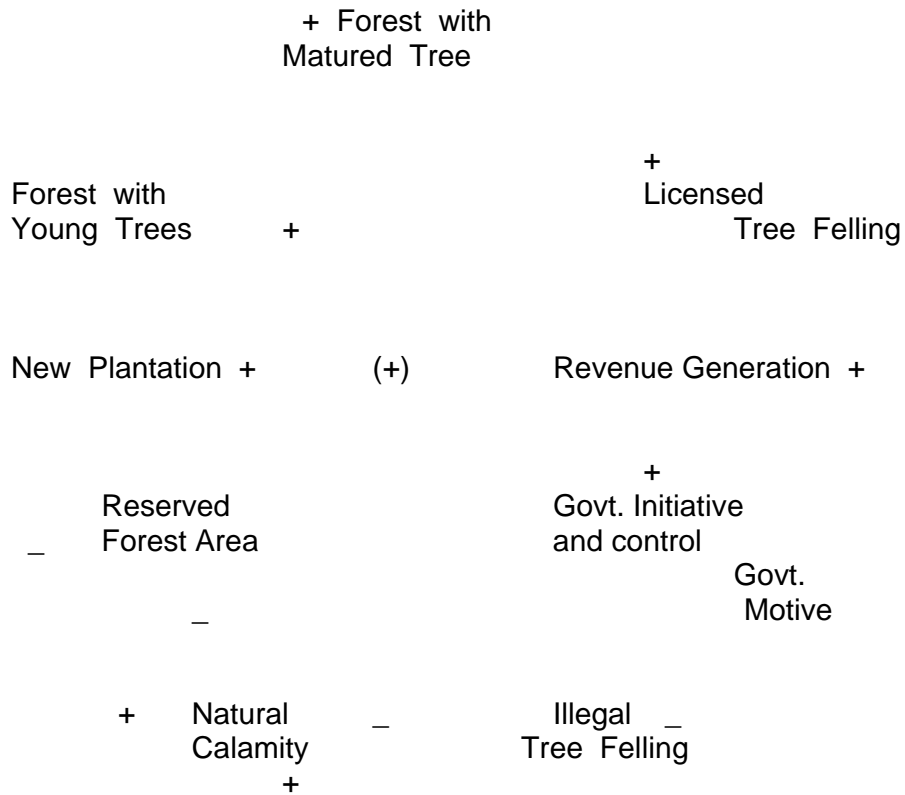 + Forest with
Matured Tree
+
Forest with Licensed
Young Trees + Tree Felling
New Plantation + (+) Revenue Generation +
+
Reserved Govt. Initiative
_ Forest Area and control
Govt.
_ Motive
+ Natural _ Illegal _
Calamity Tree Felling
+